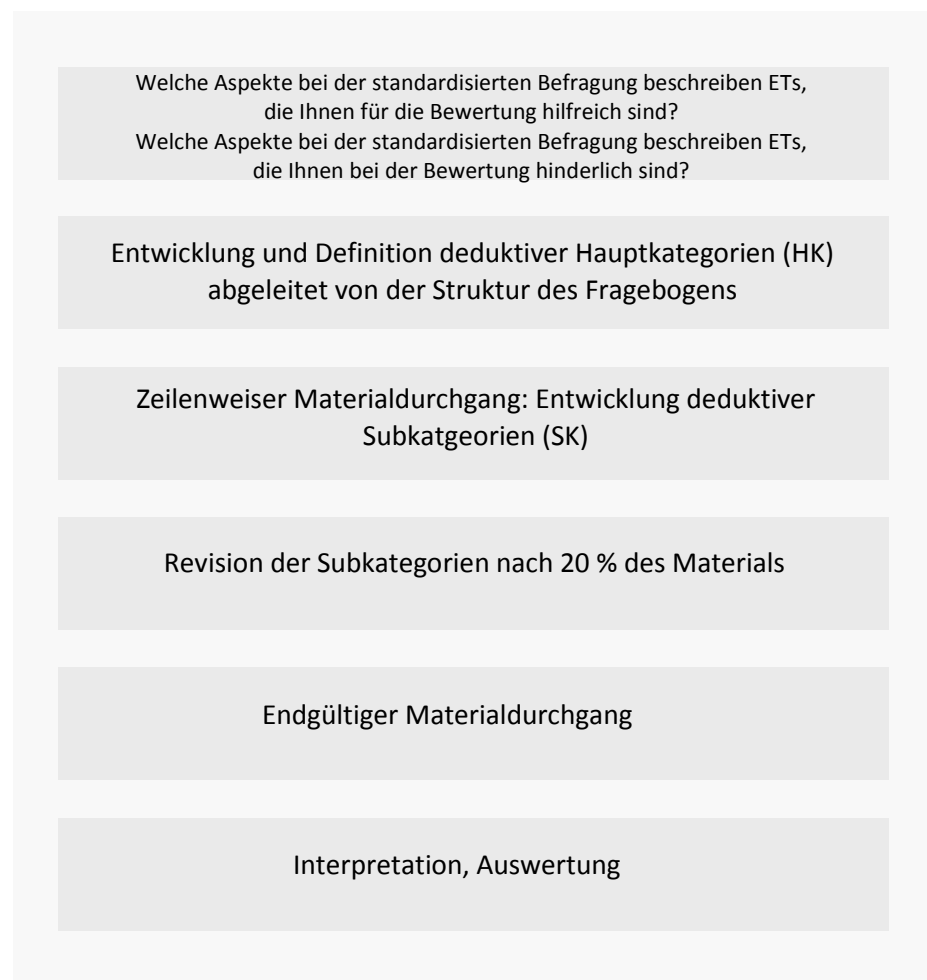 Welche Aspekte bei der standardisierten Befragung beschreiben ETs,
die Ihnen für die Bewertung hilfreich sind?
Welche Aspekte bei der standardisierten Befragung beschreiben ETs,
die Ihnen bei der Bewertung hinderlich sind?
Entwicklung und Definition deduktiver Hauptkategorien (HK)
abgeleitet von der Struktur des Fragebogens
Zeilenweiser Materialdurchgang: Entwicklung deduktiver
Subkatgeorien (SK)
Revision der Subkategorien nach 20 % des Materials
Endgültiger Materialdurchgang
Interpretation, Auswertung